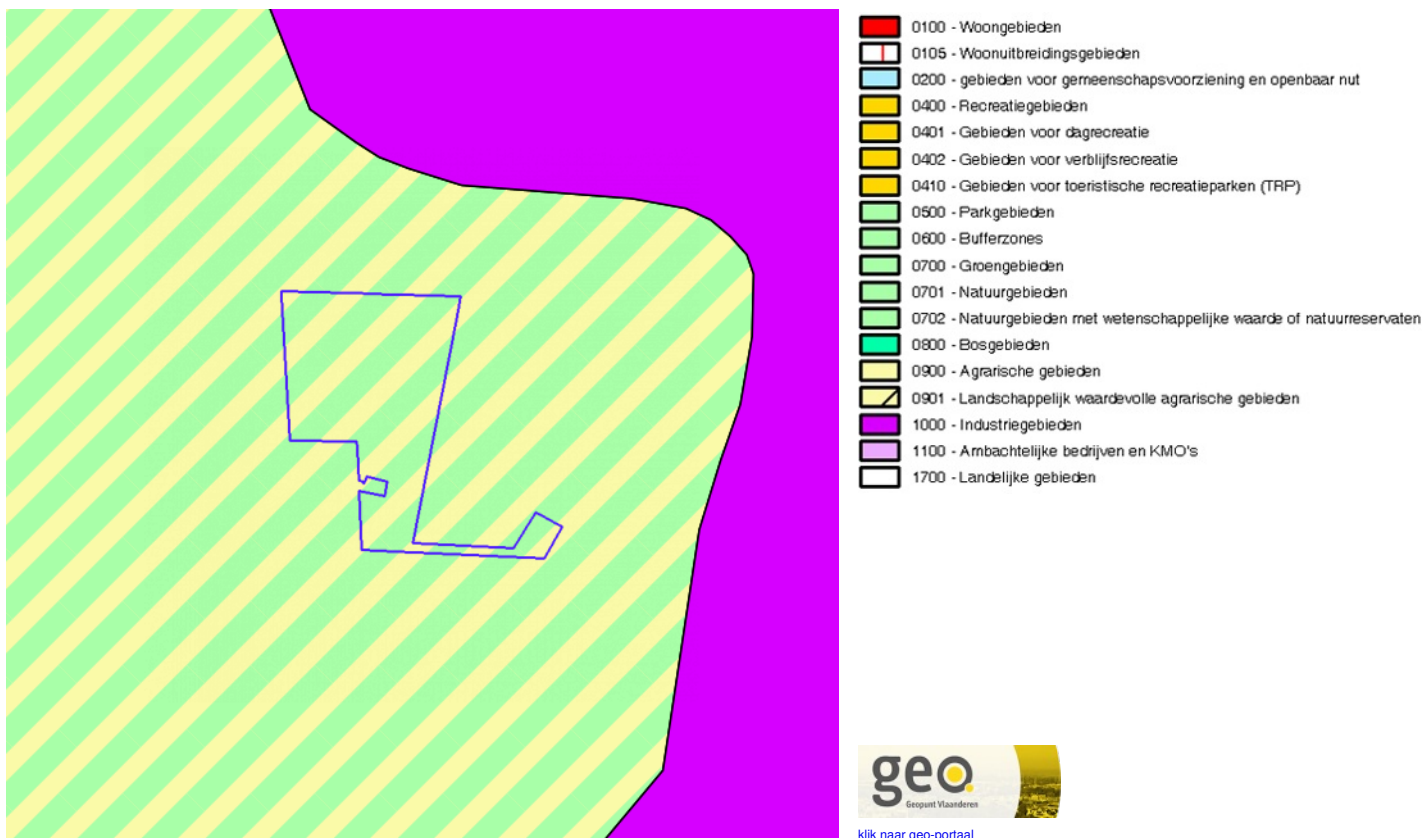 0100 - Woongebieden
0105 - Woonuitbreidingsgebieden
0200 - gebieden voor gemeenschapsvoorziening en openbaar nut
0400 - Recreatiegebieden
0401 - Gebieden voor dagrecreatie
0402 - Gebieden voor verblijfsrecreatie
0410 - Gebieden voor toeristische recreatieparken (TRP)
0500 - Parkgebieden
0600 - Bufferzones
0700 - Groengebieden
0701 - Natuurgebieden
0702 - Natuurgebieden met wetenschappelijke waarde of natuurreservaten
0800 - Bosgebieden
0900 - Agrarische gebieden
0901 - Landschappelijk waardevolle agrarische gebieden
1000 - Industriegebieden
1100 - Ambachtelijke bedrijven en KMO's
1700 - Landelijke gebieden
geo.
Geopunt Vlaanderen
klik naar geo-portaal